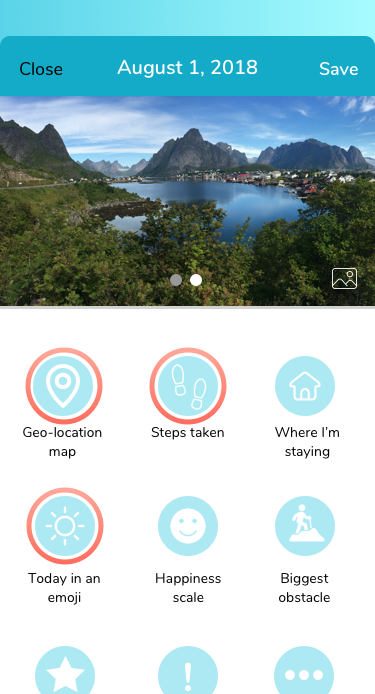 Close August 1, 2018 Save
Geo-location
map
Steps taken
Where I'm
staying
Today in an
emoji
Happiness
scale
Biggest
obstacle